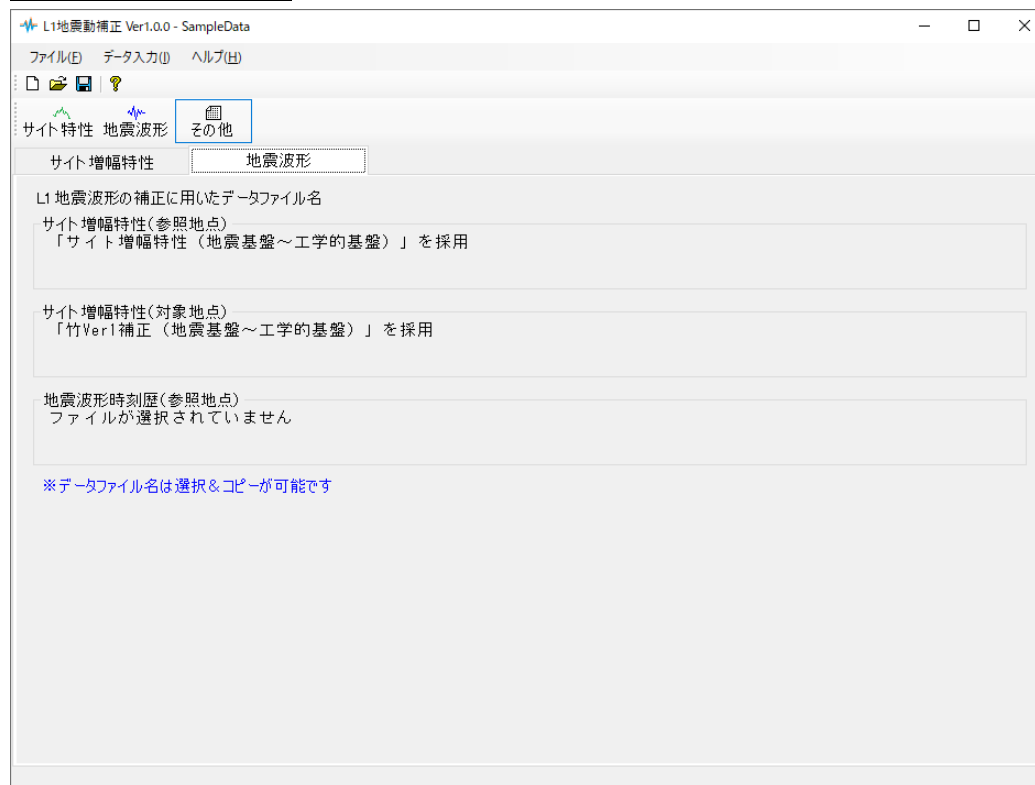 L1地震動補正 Ver1.0.0 - SampleData
ファイル(F) データ入力(I) ヘルプ(H)
サイト特性 地震波形 その他
サイト増幅特性 地震波形
L1地震波形の補正に用いたデータファイル名
サイト増幅特性(参照地点)
「サイト増幅特性（地震基盤～工学的基盤）」を採用
サイト増幅特性(対象地点)
「竹Ver1補正（地震基盤～工学的基盤）」を採用
地震波形時刻歴(参照地点)
ファイルが選択されていません
※データファイル名は選択＆コピーが可能です